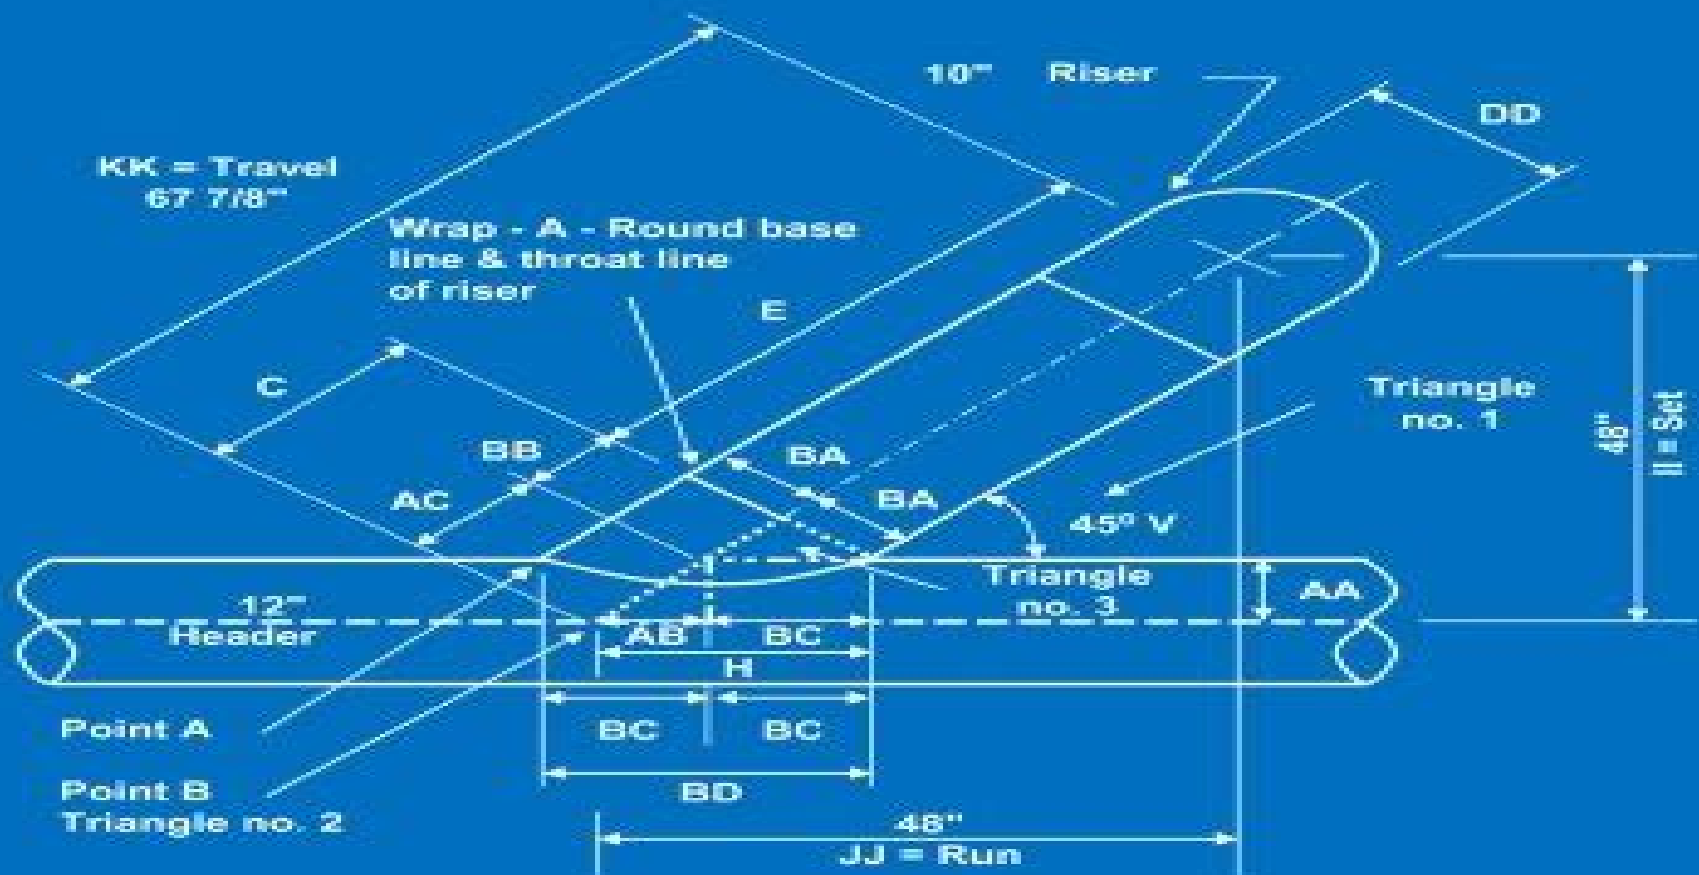 10" Riser
DD
KK = Travel
67 7/8"
Wrap - A - Round base
line & throat line
of riser
E
C
Triangle
no. 1
48"
II = Set
BB
BA
AC
BA
45º V
Triangle
no. 3
AA
12"
Header
AB
BC
H
Point A
BC
BC
Point B
Triangle no. 2
BD
48"
JJ = Run